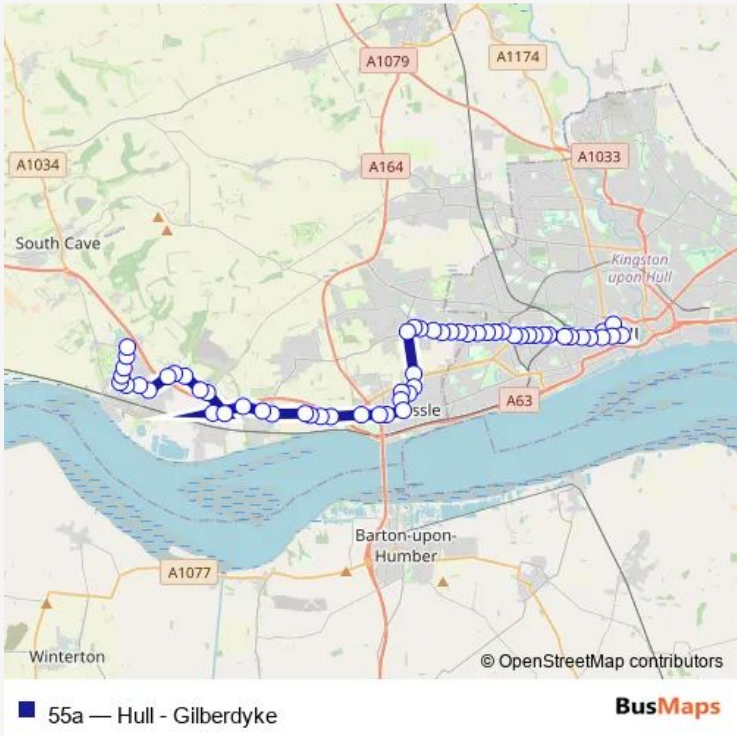 A1079
A1174
A1034
A164
A1033
South Cave
Kingston
upon Hull
A63
Barton-upon-
Humber
A1077
Winterton
© OpenStreetMap contributors
55a — Hull - Gilberdyke
BusMaps